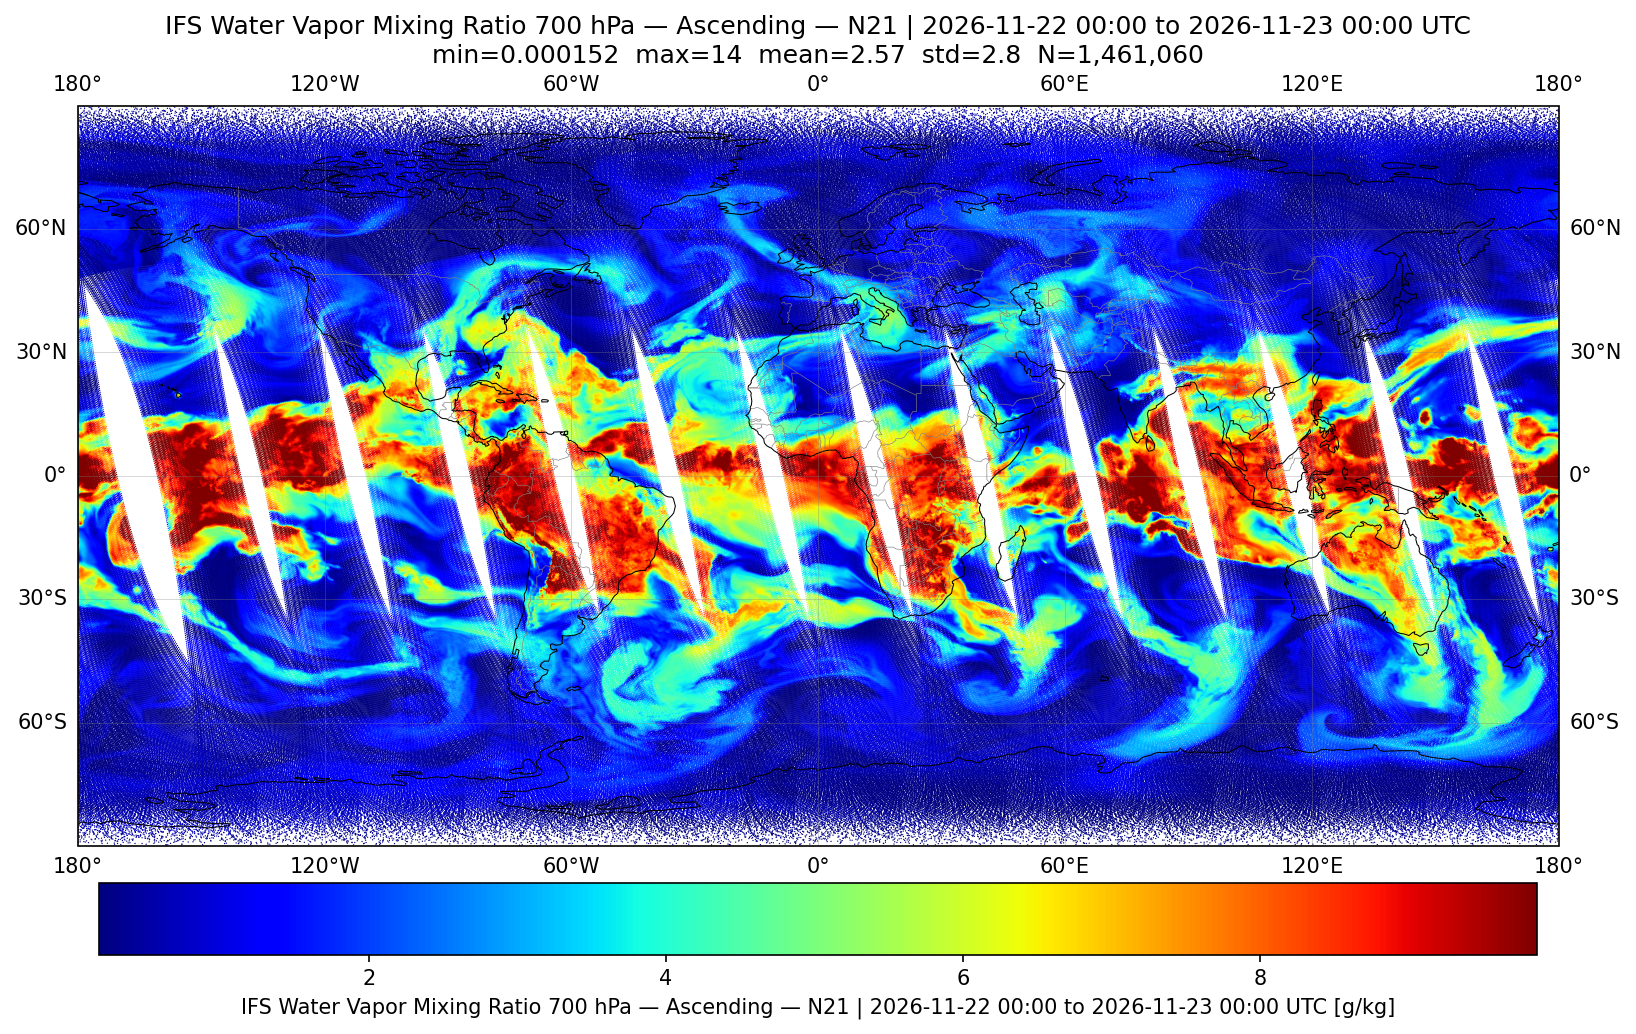 IFS Water Vapor Mixing Ratio 700 hPa — Ascending — N21 | 2026-11-22 00:00 to 2026-11-23 00:00 UTC
min=0.000152 max=14 mean=2.57 std=2.8 N=1,461,060
180° 120°W 60°W 0° 60°E 120°E 180°
60°N 60°N
30°N 30°N
0° 0°
30°S 30°S
60°S 60°S
180° 120°W 60°W 0° 60°E 120°E 180°
2 4 6 8
IFS Water Vapor Mixing Ratio 700 hPa — Ascending — N21 | 2026-11-22 00:00 to 2026-11-23 00:00 UTC [g/kg]